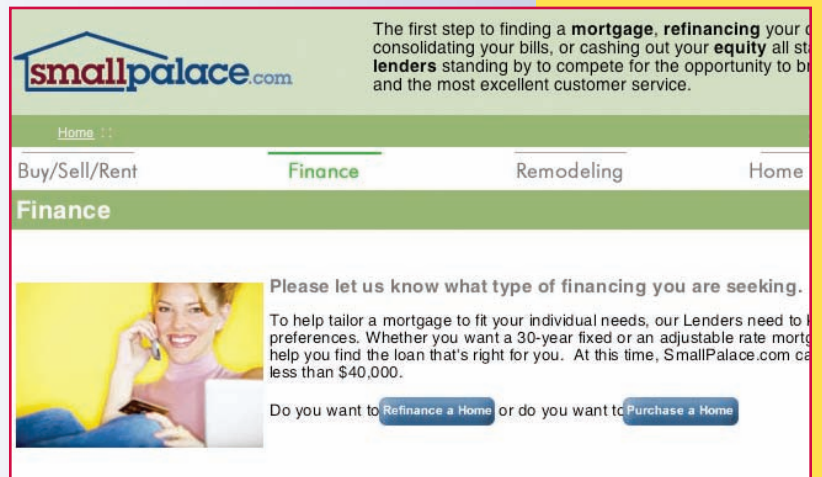 smallpalace.com
The first step to finding a mortgage, refinancing your
consolidating your bills, or cashing out your equity all
lenders standing by to compete for the opportunity to
and the most excellent customer service.
Home ::
Buy/Sell/Rent Finance Remodeling Home
Finance
Please let us know what type of financing you are seeking.
To help tailor a mortgage to fit your individual needs, our Lenders need to
preferences. Whether you want a 30-year fixed or an adjustable rate
help you find the loan that's right for you. At this time, SmallPalace.com
less than $40,000.
Do you want to Refinance a Home or do you want to Purchase a Home